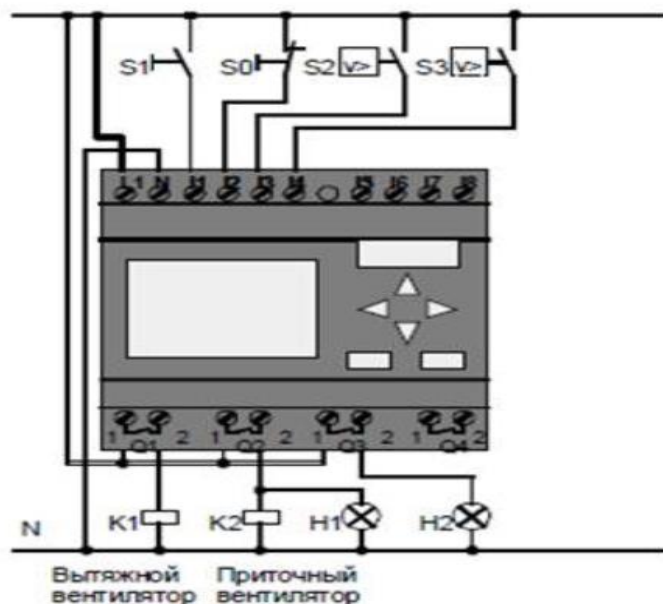 S1 S0 S2 v> S3 v>
L1 N I1 I2 I3 I4 I5 I6 I7 I8
1 Q1 2 1 Q2 2 1 Q3 2 1 Q4 2
N K1 K2 H1 H2
Вытяжной Приточный
вентилятор вентилятор